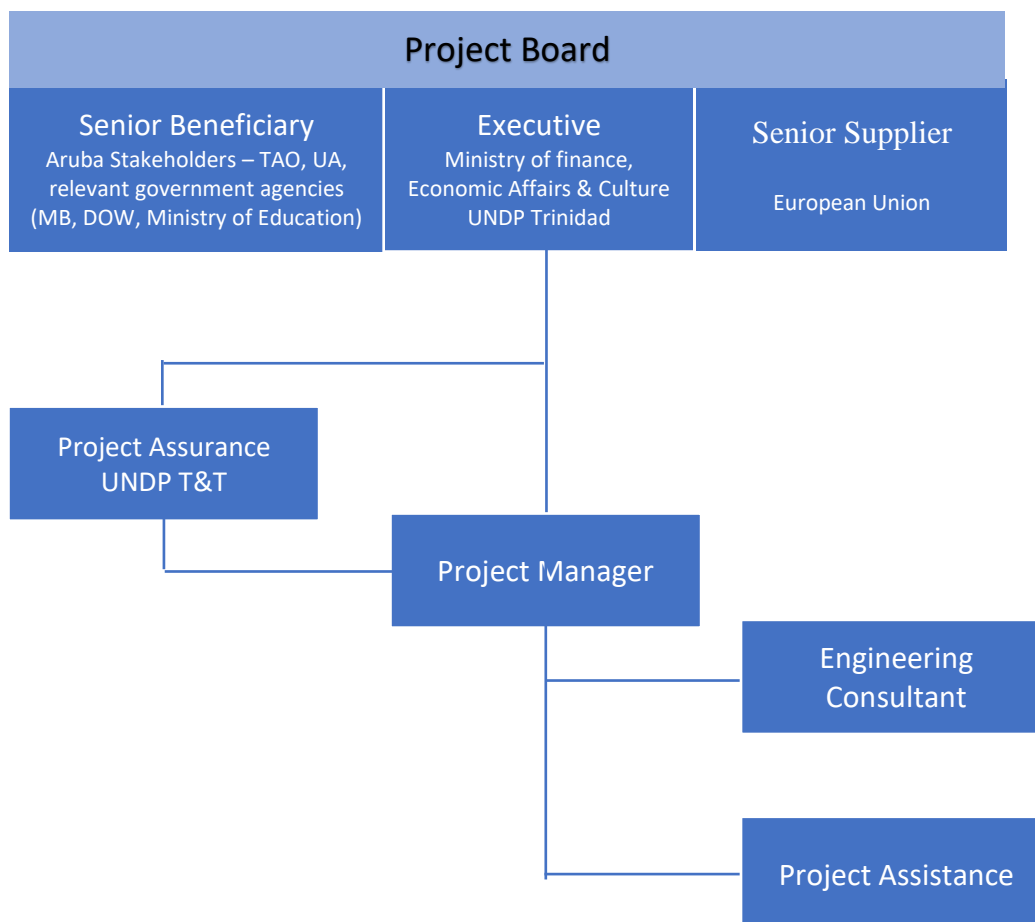 Project Board
Senior Beneficiary
Aruba Stakeholders – TAO, UA,
relevant government agencies
(MB, DOW, Ministry of Education)
Executive
Ministry of finance,
Economic Affairs & Culture
UNDP Trinidad
Senior Supplier
European Union
Project Assurance
UNDP T&T
Project Manager
Engineering
Consultant
Project Assistance